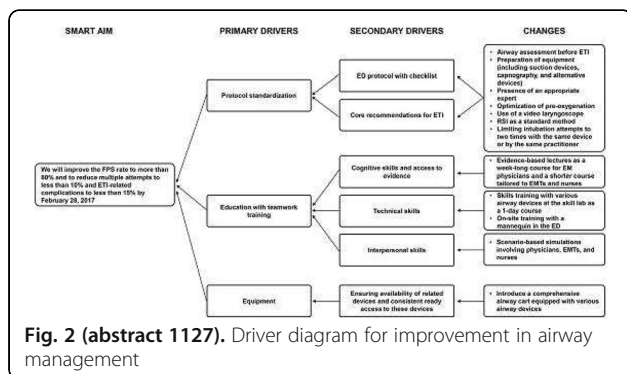 SMART AIM
PRIMARY DRIVERS
SECONDARY DRIVERS
CHANGES
We will improve the FPS rate to more than
80% and to reduce multiple attempts to
less than 10% and ETI-related
complications to less than 15% by
February 28, 2017
Protocol standardization
Education with teamwork
training
Equipment
ED protocol with checklist
Core recommendations for ETI
Cognitive skills and access to
evidence
Technical skills
Interpersonal skills
Ensuring availability of related
devices and consistent ready
access to these devices
• Airway assessment before ETI
• Preparation of equipment
(including suction devices,
capnography, and alternative
devices)
• Presence of an appropriate
expert
• Optimization of pre-oxygenation
• Use of a video laryngoscope
• RSI as a standard method
• Limiting intubation attempts to
two times with the same device
or by the same practitioner
• Evidence-based lectures as a
week-long course for EM
physicians and a shorter course
tailored to EMTs and nurses
• Skills training with various
airway devices at the skill lab as
a 1-day course
• On-site training with a
mannequin in the ED
• Scenario-based simulations
involving physicians, EMTs, and
nurses
• Introduce a comprehensive
airway cart equipped with various
airway devices
Fig. 2 (abstract 1127). Driver diagram for improvement in airway
management